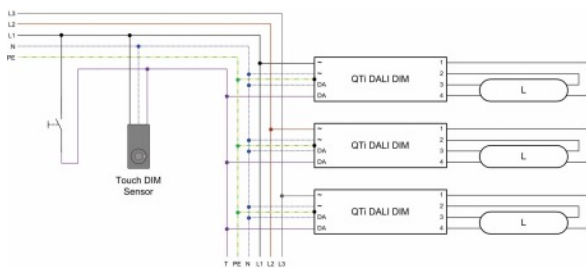 L3
L2
L1
N
PE
~
~
DA
DA
QTi DALI DIM
1
2
3
4
L
~
~
DA
DA
QTi DALI DIM
1
2
3
4
L
~
~
DA
DA
QTi DALI DIM
1
2
3
4
L
Touch DIM
Sensor
T PE N L1 L2 L3